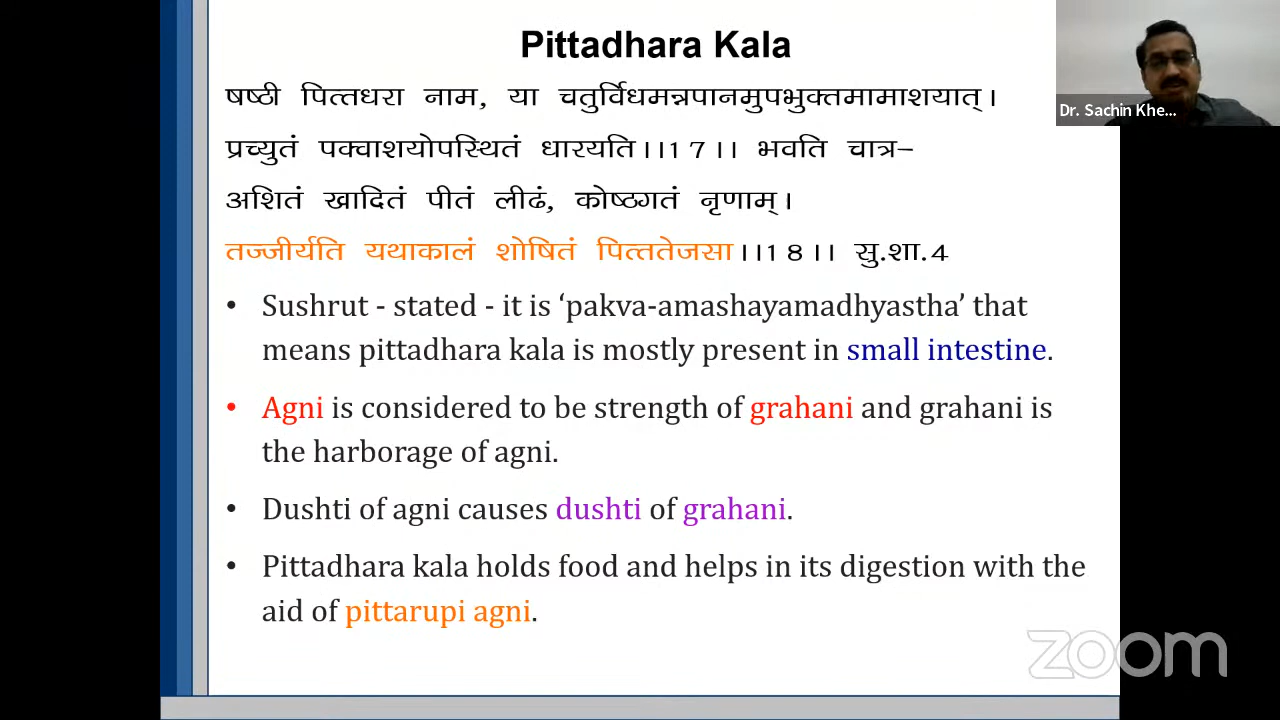 Pittadhara Kala
षष्ठी पित्तधरा नाम, या चतुर्विधमन्नपानमुपभुक्तमामाशयात् ।
प्रच्युतं पक्वाशयोपस्थितं धारयति ।।17।। भवति चात्र–
अशितं खादितं पीतं लीढं, कोष्ठगतं नृणाम् ।
तज्जीर्यति यथाकालं शोषितं पित्ततेजसा ।।18।। सु.शा.4
• Sushrut - stated - it is ‘pakva-amashayamadhyastha’ that
means pittadhara kala is mostly present in small intestine.
• Agni is considered to be strength of grahani and grahani is
the harborage of agni.
• Dushti of agni causes dushti of grahani.
• Pittadhara kala holds food and helps in its digestion with the
aid of pittarupi agni.
Dr. Sachin Khe...
zoom